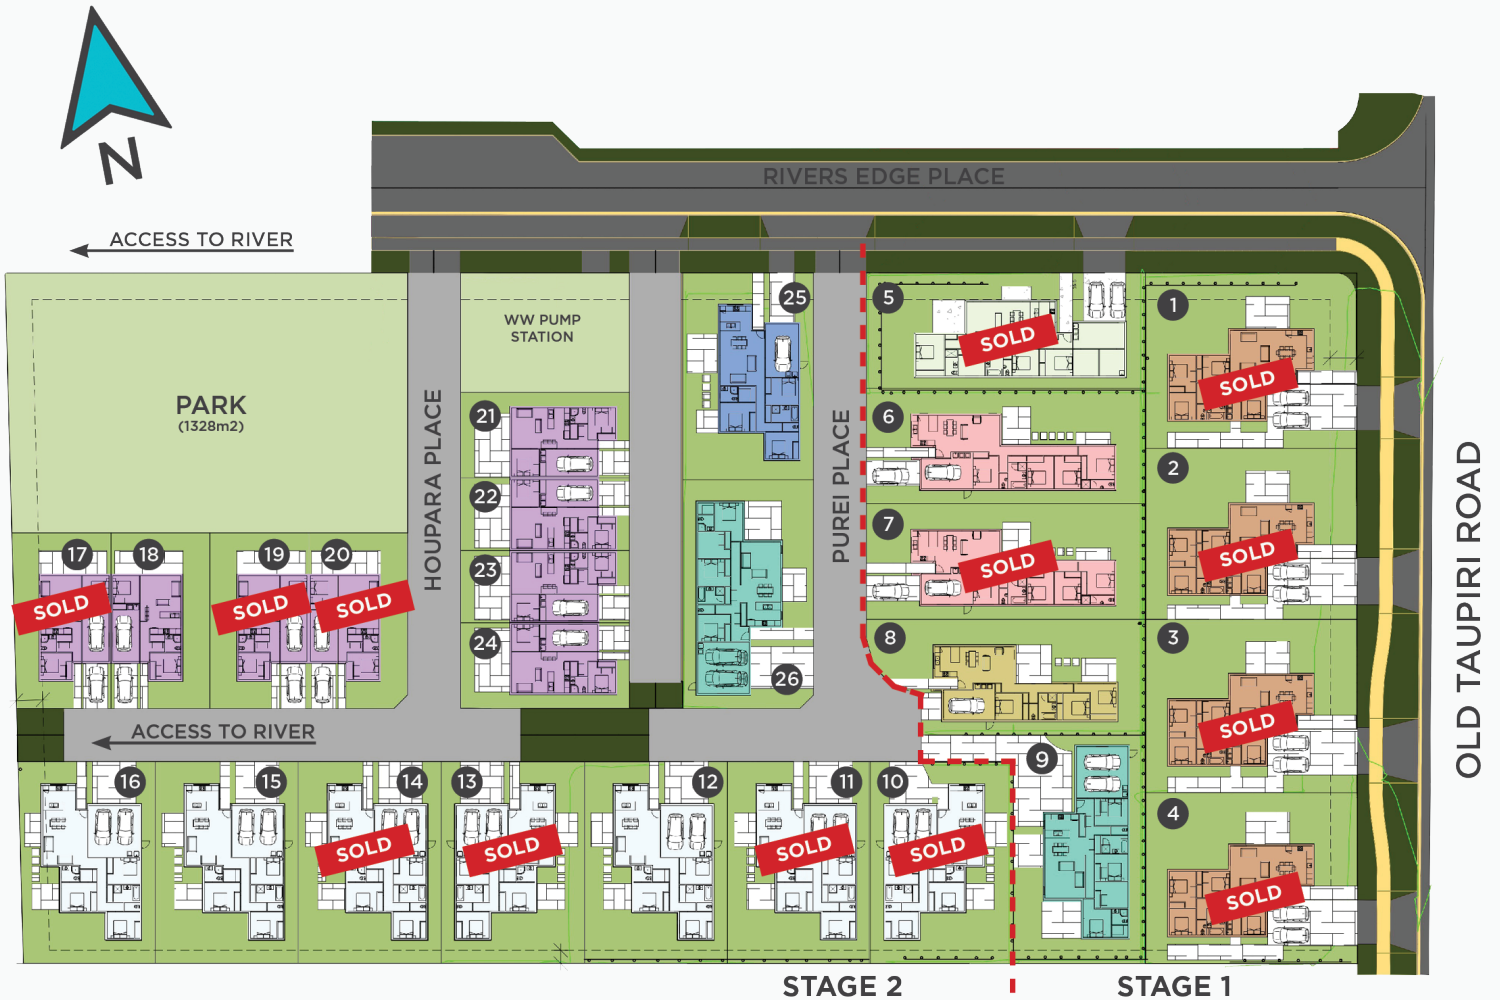 N
RIVERS EDGE PLACE
ACCESS TO RIVER
25
5
1
WW PUMP
STATION
SOLD
SOLD
PARK
(1328m2)
HOUPARA PLACE
PUREI PLACE
OLD TAUPIRI ROAD
21
6
2
22
7
SOLD
SOLD
17
18
19
20
23
SOLD
SOLD
SOLD
24
8
3
26
SOLD
ACCESS TO RIVER
9
16
15
14
13
12
11
10
4
SOLD
SOLD
SOLD
SOLD
SOLD
STAGE 2
STAGE 1